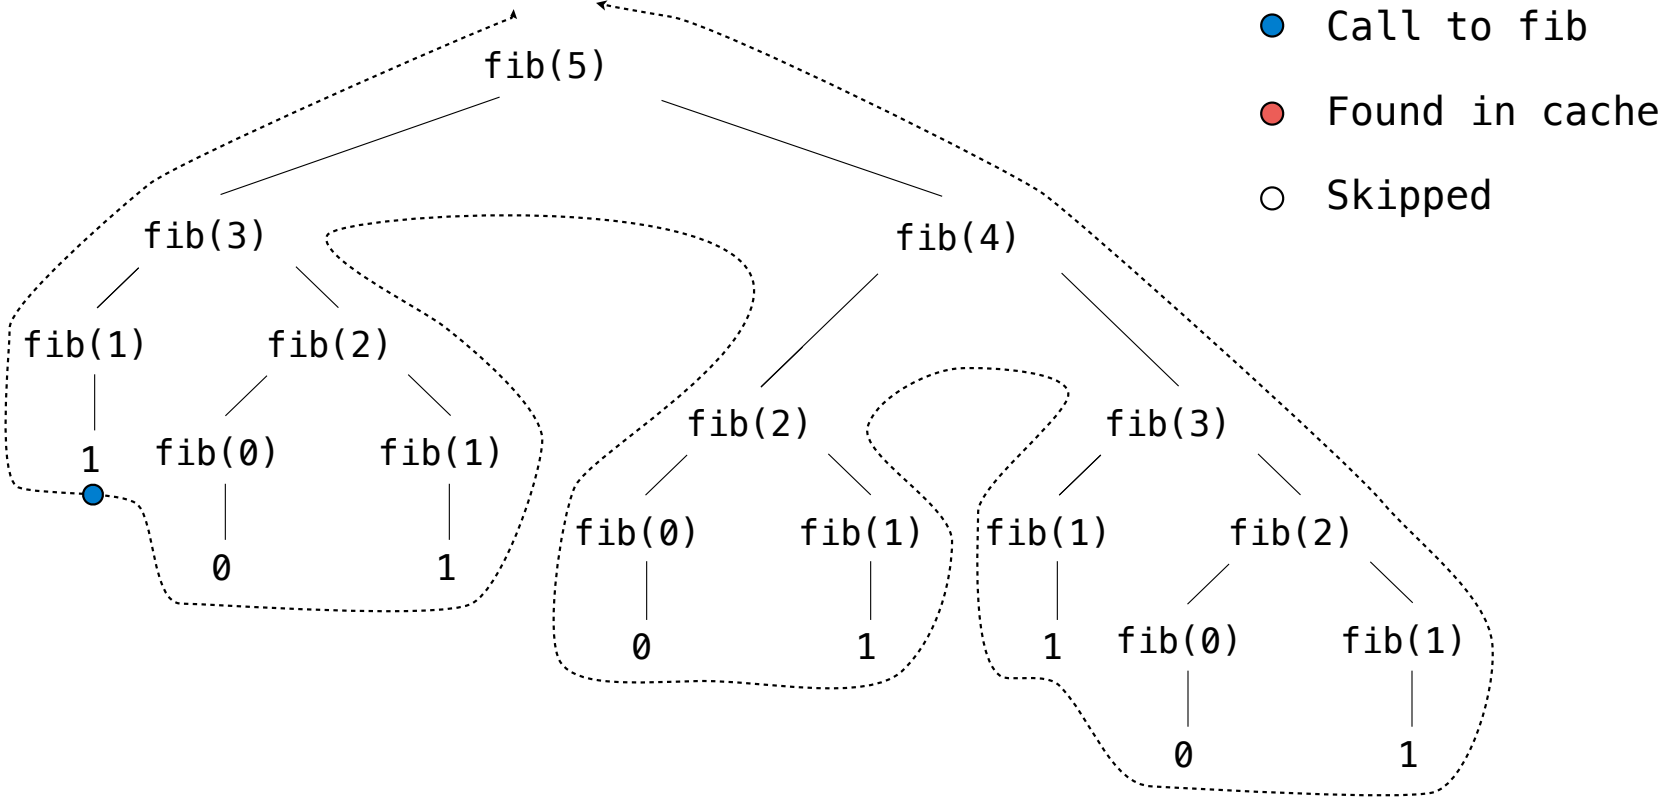 Call to fib
fib(5)
Found in cache
Skipped
fib(3)
fib(4)
fib(1) fib(2)
fib(2) fib(3)
1 fib(0) fib(1)
fib(0) fib(1) fib(1) fib(2)
0 1
0 1 1 fib(0) fib(1)
0 1